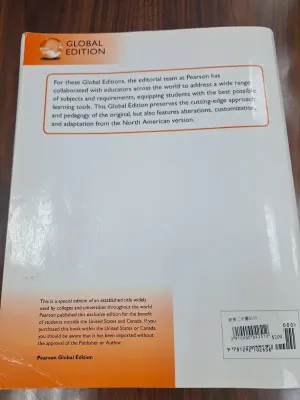 GLOBAL
EDITION
For these Global Editions, the editorial team at Pearson has
collaborated with educators across the world to address a wide range
of subjects and requirements, equipping students with the best possible
learning tools. This Global Edition preserves the cutting-edge approach
and pedagogy of the original, but also features alterations, customization,
and adaptation from the North American version.
This is a special edition of an established title widely
used by colleges and universities throughout the world.
Pearson published this exclusive edition for the benefit
of students outside the United States and Canada. If you
purchased this book within the United States or Canada,
you should be aware that it has been imported without
the approval of the Publisher or Author.
Pearson Global Edition